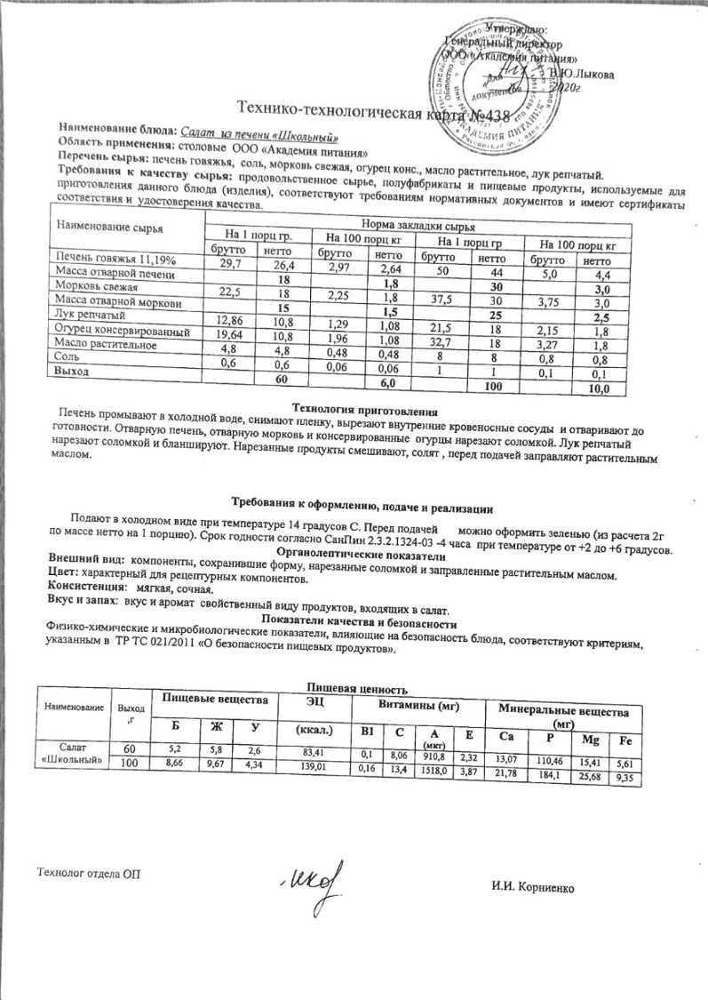 Утверждаю:
Генеральный директор
ООО «Академия питания»
В.Ю.Лыкова
2020г
Для
документов
АКАДЕМИЯ ПИТАНИЯ
Технико-технологическая карта №438
Наименование блюда: Салат из печени «Школьный»
Область применения: столовые ООО «Академия питания»
Перечень сырья: печень говяжья, соль, морковь свежая, огурец конс., масло растительное, лук репчатый.
Требования к качеству сырья: продовольственное сырье, полуфабрикаты и пищевые продукты, используемые для
приготовления данного блюда (изделия), соответствуют требованиям нормативных документов и имеют сертификаты
соответствия и удостоверения качества.
Наименование сырья Норма закладки сырья
На 1 порц гр. На 100 порц кг На 1 порц гр На 100 порц кг
брутто нетто брутто нетто брутто нетто брутто нетто
Печень говяжья 11,19% 29,7 26,4 2,97 2,64 50 44 5,0 4,4
Масса отварной печени 18 1,8 30 3,0
Морковь свежая 22,5 18 2,25 1,8 37,5 30 3,75 3,0
Масса отварной моркови 15 1,5 25 2,5
Лук репчатый 12,86 10,8 1,29 1,08 21,5 18 2,15 1,8
Огурец консервированный 19,64 10,8 1,96 1,08 32,7 18 3,27 1,8
Масло растительное 4,8 4,8 0,48 0,48 8 8 0,8 0,8
Соль 0,6 0,6 0,06 0,06 1 1 0,1 0,1
Выход 60 6,0 100 10,0
Технология приготовления
Печень промывают в холодной воде, снимают пленку, вырезают внутренние кровеносные сосуды и отваривают до
готовности. Отварную печень, отварную морковь и консервированные огурцы нарезают соломкой. Лук репчатый
нарезают соломкой и бланшируют. Нарезанные продукты смешивают, солят , перед подачей заправляют растительным
маслом.
Требования к оформлению, подаче и реализации
Подают в холодном виде при температуре 14 градусов С. Перед подачей можно оформить зеленью (из расчета 2г
по массе нетто на 1 порцию). Срок годности согласно СанПин 2.3.2.1324-03 -4 часа при температуре от +2 до +6 градусов.
Органолептические показатели
Внешний вид: компоненты, сохранившие форму, нарезанные соломкой и заправленные растительным маслом.
Цвет: характерный для рецептурных компонентов.
Консистенция: мягкая, сочная.
Вкус и запах: вкус и аромат свойственный виду продуктов, входящих в салат.
Показатели качества и безопасности
Физико-химические и микробиологические показатели, влияющие на безопасность блюда, соответствуют критериям,
указанным в ТР ТС 021/2011 «О безопасности пищевых продуктов».
Пищевая ценность
Наименование Выход ,г Пищевые вещества ЭЦ (ккал.) Витамины (мг) Минеральные вещества (мг)
Б Ж У В1 С А (мкг) Е Са Р Mg Fe
Салат «Школьный» 60 5,2 5,8 2,6 83,41 0,1 8,06 910,8 2,32 13,07 110,46 15,41 5,61
100 8,66 9,67 4,34 139,01 0,16 13,4 1518,0 3,87 21,78 184,1 25,68 9,35
Технолог отдела ОП
И.И. Корниенко